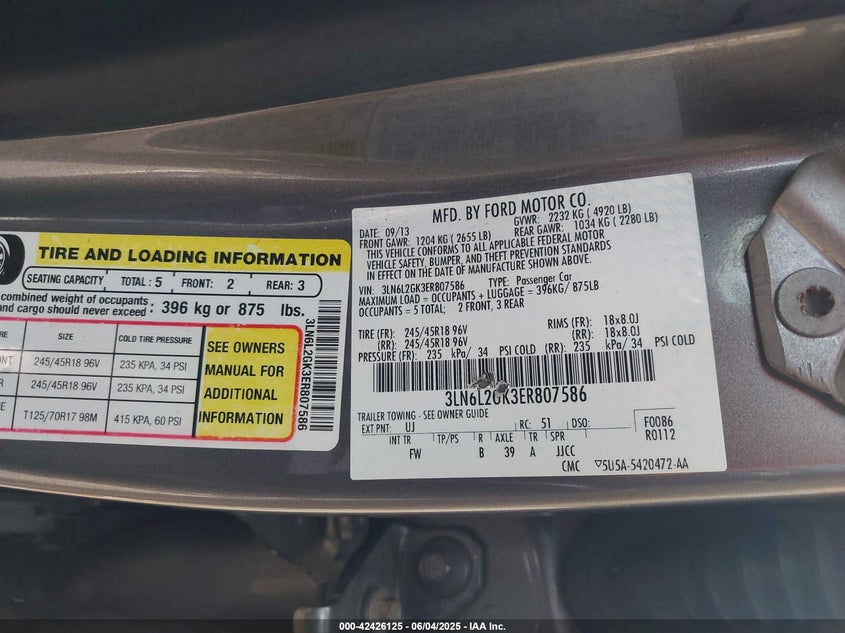 TIRE AND LOADING INFORMATION
SEATING CAPACITY TOTAL : 5 FRONT: 2 REAR: 3
combined weight of occupants
and cargo should never exceed : 396 kg or 875 lbs.
SIZE COLD TIRE PRESSURE
245/45R18 96V 235 KPA, 34 PSI
245/45R18 96V 235 KPA, 34 PSI
T125/70R17 98M 415 KPA, 60 PSI
SEE OWNERS
MANUAL FOR
ADDITIONAL
INFORMATION
3LN6L2GK3ER807586
MFD. BY FORD MOTOR CO.
DATE: 09/13 GVWR: 2232 KG ( 4920 LB)
FRONT GAWR: 1204 KG ( 2655 LB) REAR GAWR: 1034 KG ( 2280 LB)
THIS VEHICLE CONFORMS TO ALL APPLICABLE FEDERAL MOTOR
VEHICLE SAFETY, BUMPER, AND THEFT PREVENTION STANDARDS
IN EFFECT ON THE DATE OF MANUFACTURE SHOWN ABOVE.
VIN: 3LN6L2GK3ER807586 TYPE: Passenger Car
MAXIMUM LOAD = OCCUPANTS + LUGGAGE = 396KG/ 875LB
OCCUPANTS = 5 TOTAL; 2 FRONT, 3 REAR
TIRE (FR): 245/45R18 96V RIMS (FR): 18x8.0J
(RR): 245/45R18 96V (RR): 18x8.0J
PRESSURE (FR): 235 kPa/ 34 PSI COLD (RR): 235 kPa/ 34 PSI COLD
3LN6L2GK3ER807586
TRAILER TOWING - SEE OWNER GUIDE
EXT PNT: UJ RC: 51 DSO: F0086
R0112
INT TR TP/PS R AXLE TR SPR
FW B 39 A JJCC
CMC ▽5U5A-5420472-AA
000-42426125 - 06/04/2025 - IAA Inc.